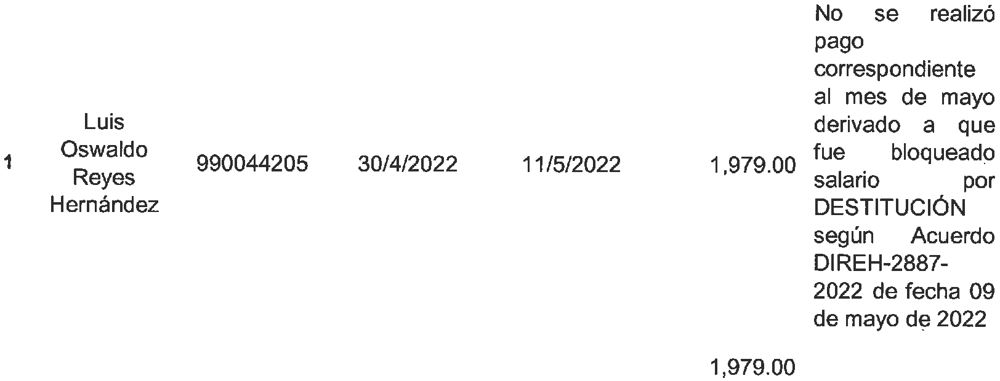 1
Luis
Oswaldo
Reyes
Hernández
990044205
30/4/2022
11/5/2022
1,979.00
No se realizó
pago
correspondiente
al mes de mayo
derivado a que
fue bloqueado
salario por
DESTITUCIÓN
según Acuerdo
DIREH-2887-
2022 de fecha 09
de mayo de 2022
1,979.00